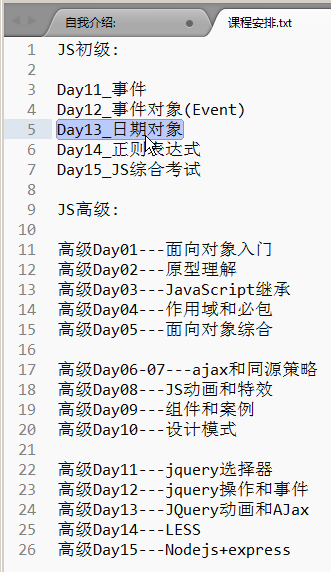 自我介绍:
课程安排.txt
1 JS初级:
2
3 Day11_事件
4 Day12_事件对象(Event)
5 Day13_日期对象
6 Day14_正则表达式
7 Day15_JS综合考试
8
9 JS高级:
10
11 高级Day01---面向对象入门
12 高级Day02---原型理解
13 高级Day03---JavaScript继承
14 高级Day04---作用域和必包
15 高级Day05---面向对象综合
16
17 高级Day06-07---ajax和同源策略
18 高级Day08---JS动画和特效
19 高级Day09---组件和案例
20 高级Day10---设计模式
21
22 高级Day11---jquery选择器
23 高级Day12---jquery操作和事件
24 高级Day13---JQuery动画和AJax
25 高级Day14---LESS
26 高级Day15---Nodejs+express